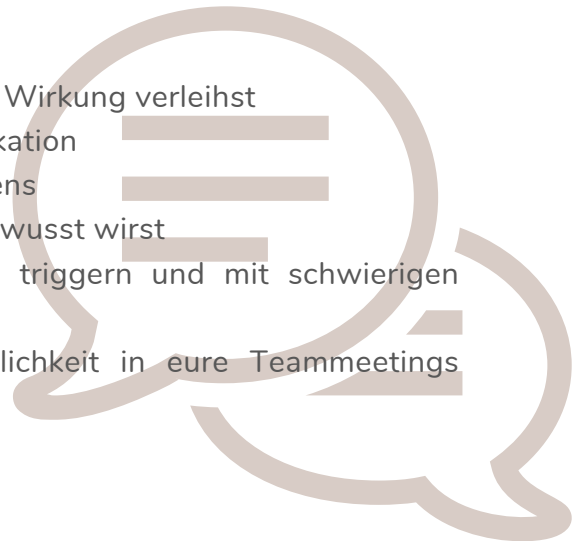 Wirkung verleihst
kation
ens
wusst wirst
triggern und mit schwierigen
lichkeit in eure Teammeetings